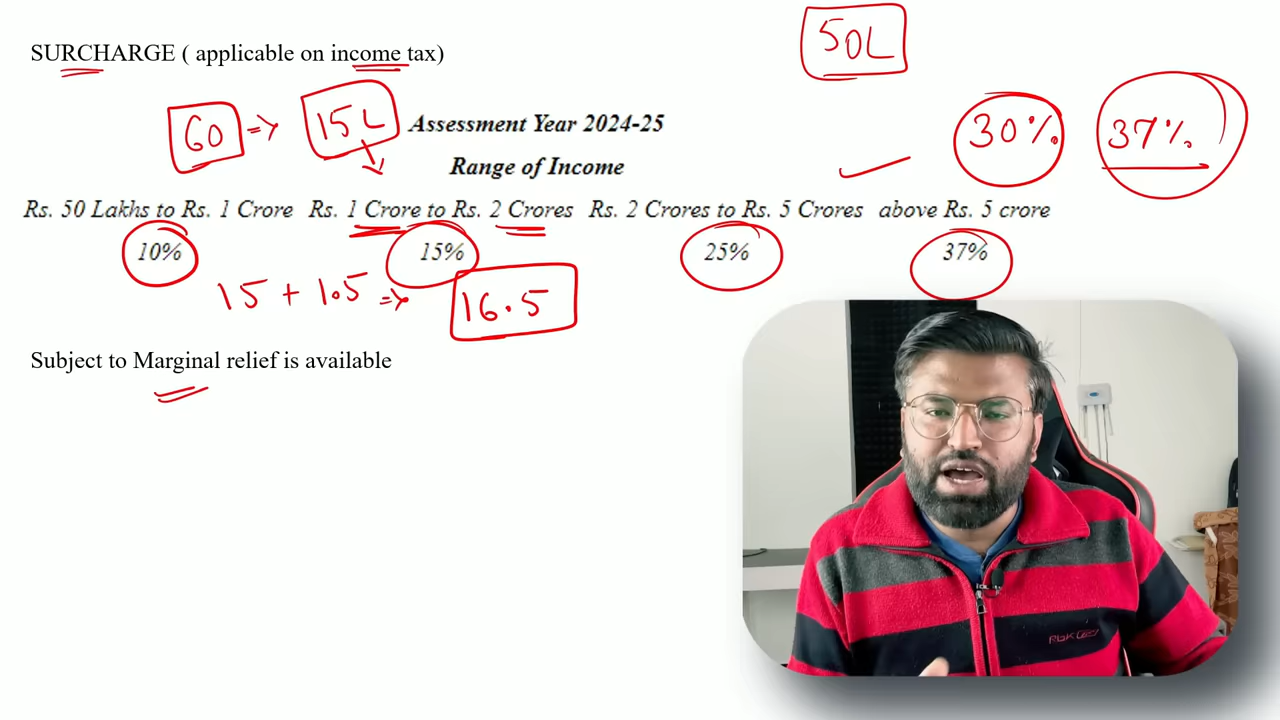 SURCHARGE ( applicable on income tax)
50L
60 => 15L
Assessment Year 2024-25
30% 37%
Range of Income
Rs. 50 Lakhs to Rs. 1 Crore Rs. 1 Crore to Rs. 2 Crores Rs. 2 Crores to Rs. 5 Crores above Rs. 5 crore
10% 15% 25% 37%
15 + 1.5 => 16.5
Subject to Marginal relief is available